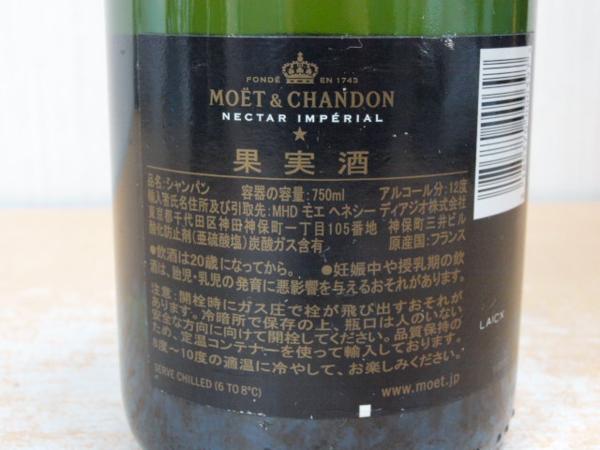 FONDÉ EN 1743
MOËT & CHANDON
NECTAR IMPÉRIAL
果実酒
品名:シャンパン 容器の容量:750ml アルコール分:12度
輸入者氏名住所及び引取先:MHD モエ ヘネシー ディアジオ株式会社
東京都千代田区神田神保町一丁目105番地 神保町三井ビル
酸化防止剤(亜硫酸塩)炭酸ガス含有 原産国:フランス
●飲酒は20歳になってから。 ●妊娠中や授乳期の飲
酒は、胎児・乳児の発育に悪影響を与えるおそれがあります。
注意:開栓時にガス圧で栓が飛び出すおそれが
あります。冷暗所で保存の上、瓶口は人のいない
安全な方向に向けて開栓してください。品質保持の
ため、定温コンテナーを使って輸入しております。
8度〜10度の適温に冷やして、お楽しみください。
SERVE CHILLED (6 TO 8°C) www.moet.jp
LAICX